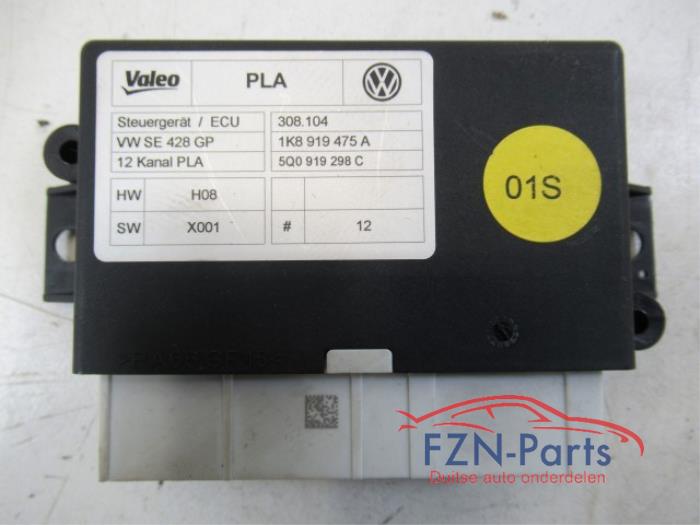 Valeo PLA
Steuergerät / ECU 308.104
VW SE 428 GP 1K8 919 475 A
12 Kanal PLA 5Q0 919 298 C
HW H08
SW X001 # 12
01S
FZN-Parts
Duitse auto onderdelen